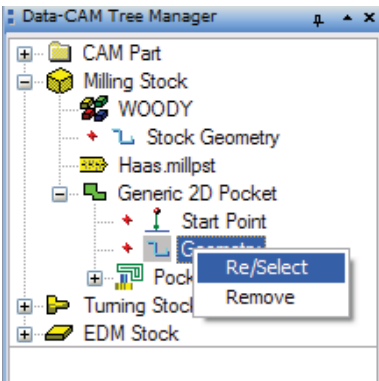 Data-CAM Tree Manager
CAM Part
Milling Stock
WOODY
Stock Geometry
Haas.millpst
Generic 2D Pocket
Start Point
Geometry
Re/Select
Remove
Turning Stock
EDM Stock